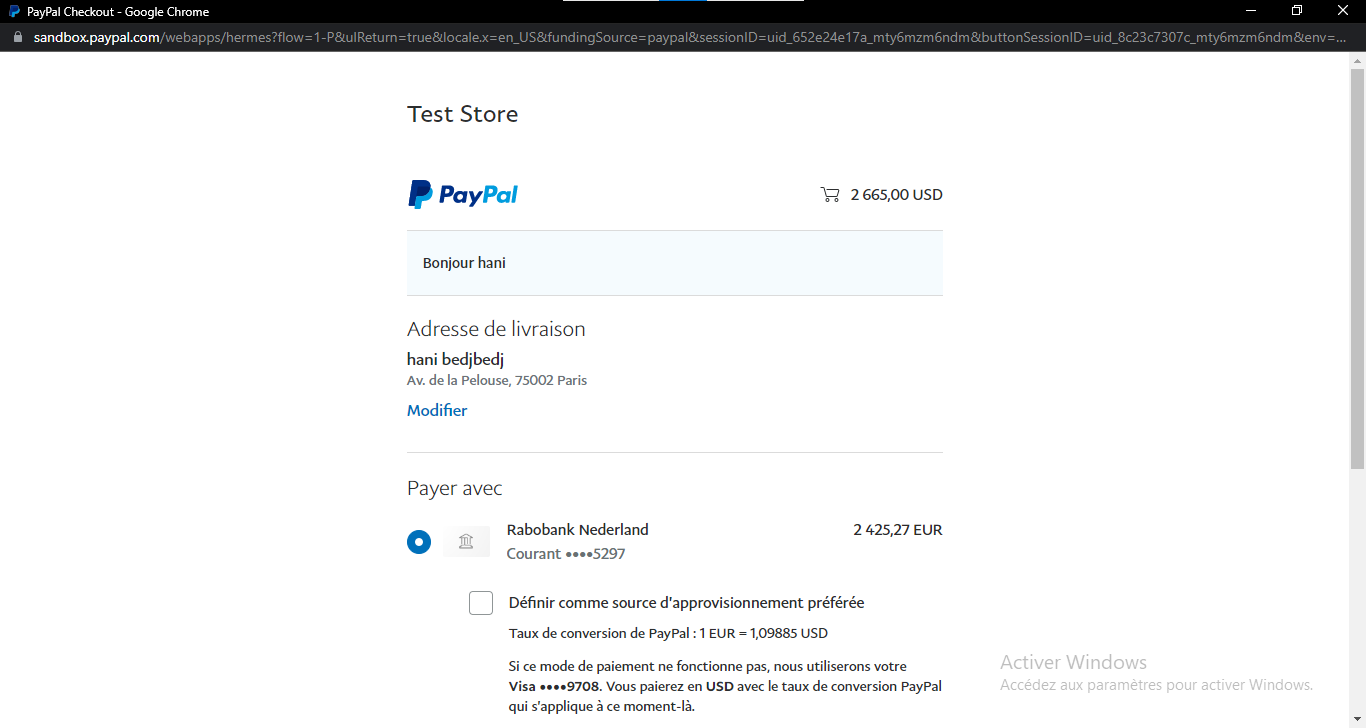 PayPal Checkout - Google Chrome
sandbox.paypal.com/webapps/hermes?flow=1-P&ulReturn=true&locale.x=en_US&fundingSource=paypal&sessionID=uid_652e24e17a_mty6mzm6ndm&buttonSessionID=uid_8c23c7307c_mty6mzm6ndm&env=...
Test Store
PayPal
2 665,00 USD
Bonjour hani
Adresse de livraison
hani bedjbedj
Av. de la Pelouse, 75002 Paris
Modifier
Payer avec
Rabobank Nederland
2 425,27 EUR
Courant ••••5297
Définir comme source d'approvisionnement préférée
Taux de conversion de PayPal : 1 EUR = 1,09885 USD
Si ce mode de paiement ne fonctionne pas, nous utiliserons votre
Visa ••••9708. Vous paierez en USD avec le taux de conversion PayPal
qui s'applique à ce moment-là.
Activer Windows
Accédez aux paramètres pour activer Windows.